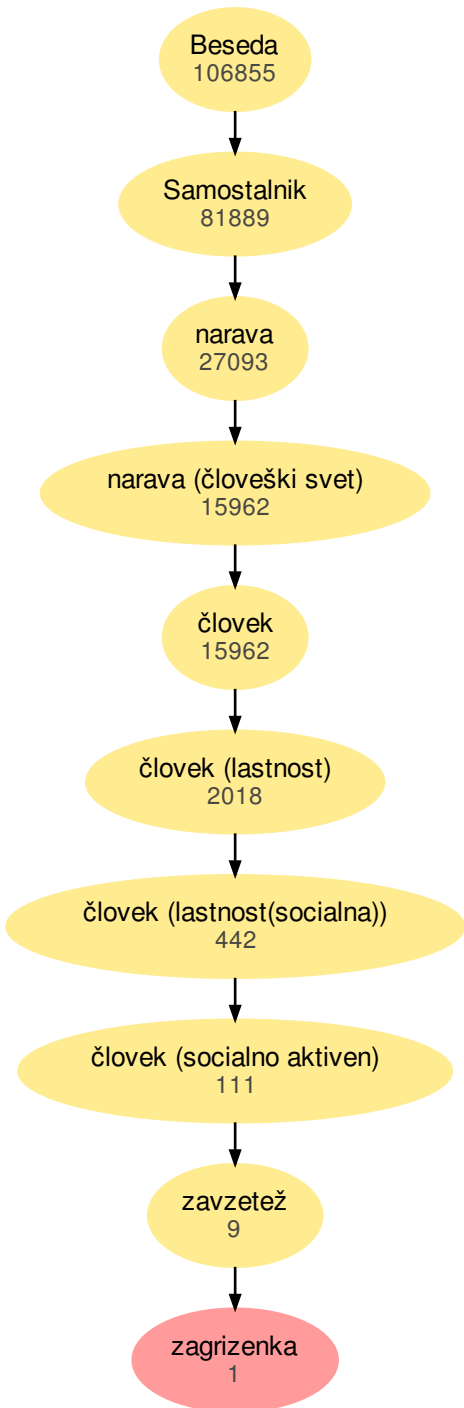 Beseda
106855
Samostalnik
81889
narava
27093
narava (človeški svet)
15962
človek
15962
človek (lastnost)
2018
človek (lastnost(socialna))
442
človek (socialno aktiven)
111
zavzetež
9
zagrizenka
1